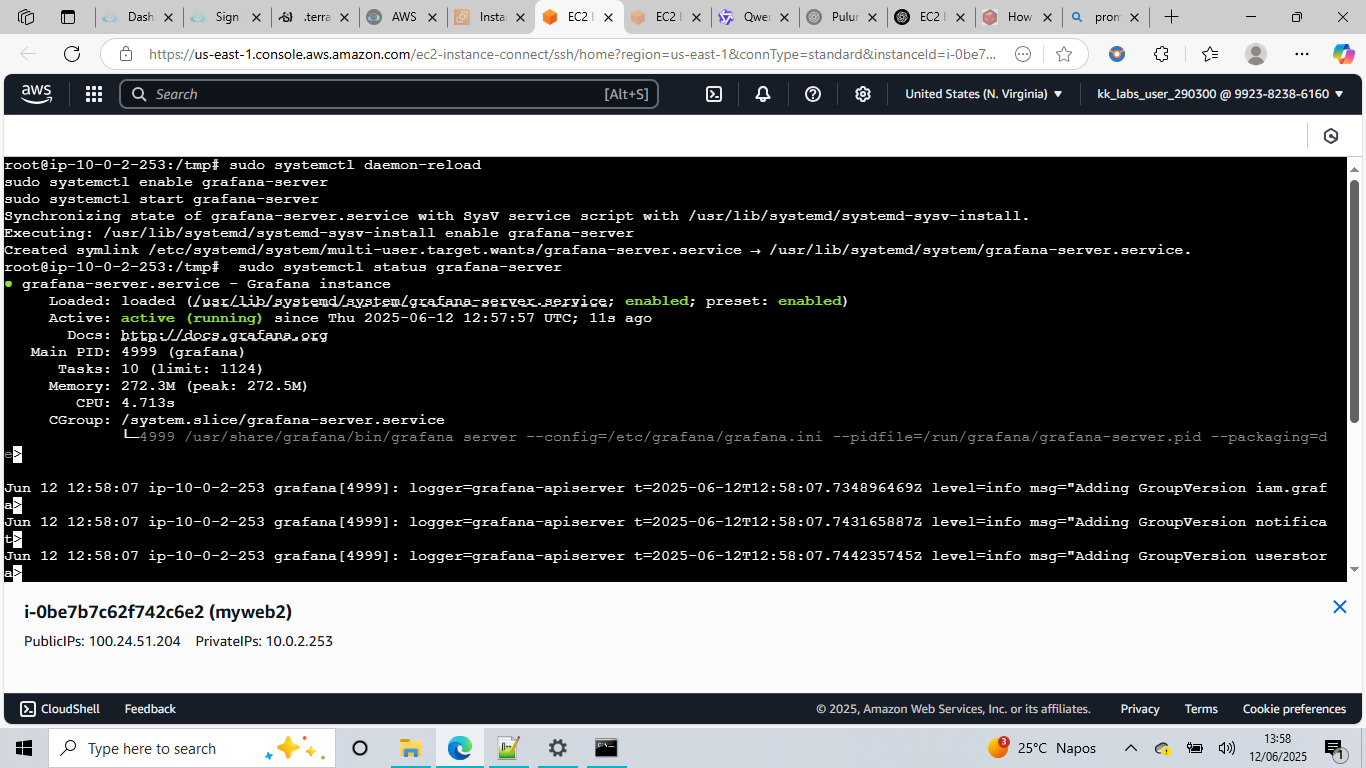 Dash
Sign
.terra
AWS
Insta
EC2 I
EC2 I
Qwer
Pulur
EC2 I
How
pron
https://us-east-1.console.aws.amazon.com/ec2-instance-connect/ssh/home?region=us-east-1&connType=standard&instanceId=i-0be7...
aws
Search
[Alt+S]
United States (N. Virginia)
kk_labs_user_290300 @ 9923-8238-6160
root@ip-10-0-2-253:/tmp# sudo systemctl daemon-reload
sudo systemctl enable grafana-server
sudo systemctl start grafana-server
Synchronizing state of grafana-server.service with SysV service script with /usr/lib/systemd/systemd-sysv-install.
Executing: /usr/lib/systemd/systemd-sysv-install enable grafana-server
Created symlink /etc/systemd/system/multi-user.target.wants/grafana-server.service → /usr/lib/systemd/system/grafana-server.service.
root@ip-10-0-2-253:/tmp#  sudo systemctl status grafana-server
● grafana-server.service - Grafana instance
Loaded: loaded (/usr/lib/systemd/system/grafana-server.service; enabled; preset: enabled)
Active: active (running) since Thu 2025-06-12 12:57:57 UTC; 11s ago
Docs: http://docs.grafana.org
Main PID: 4999 (grafana)
Tasks: 10 (limit: 1124)
Memory: 272.3M (peak: 272.5M)
CPU: 4.713s
CGroup: /system.slice/grafana-server.service
└─4999 /usr/share/grafana/bin/grafana server --config=/etc/grafana/grafana.ini --pidfile=/run/grafana/grafana-server.pid --packaging=d
e>
Jun 12 12:58:07 ip-10-0-2-253 grafana[4999]: logger=grafana-apiserver t=2025-06-12T12:58:07.734896469Z level=info msg="Adding GroupVersion iam.graf
a>
Jun 12 12:58:07 ip-10-0-2-253 grafana[4999]: logger=grafana-apiserver t=2025-06-12T12:58:07.743165887Z level=info msg="Adding GroupVersion notifica
t>
Jun 12 12:58:07 ip-10-0-2-253 grafana[4999]: logger=grafana-apiserver t=2025-06-12T12:58:07.744235745Z level=info msg="Adding GroupVersion userstor
a>
i-0be7b7c62f742c6e2 (myweb2)
PublicIPs: 100.24.51.204 PrivateIPs: 10.0.2.253
CloudShell
Feedback
© 2025, Amazon Web Services, Inc. or its affiliates.
Privacy
Terms
Cookie preferences
Type here to search
3
25°C Napos
13:58
12/06/2025
1